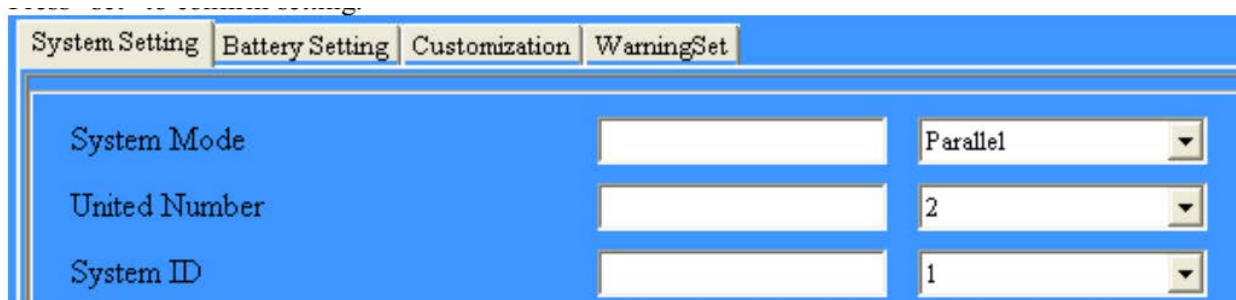 System Setting Battery Setting Customization WarningSet
System Mode Parallel
United Number 2
System ID 1